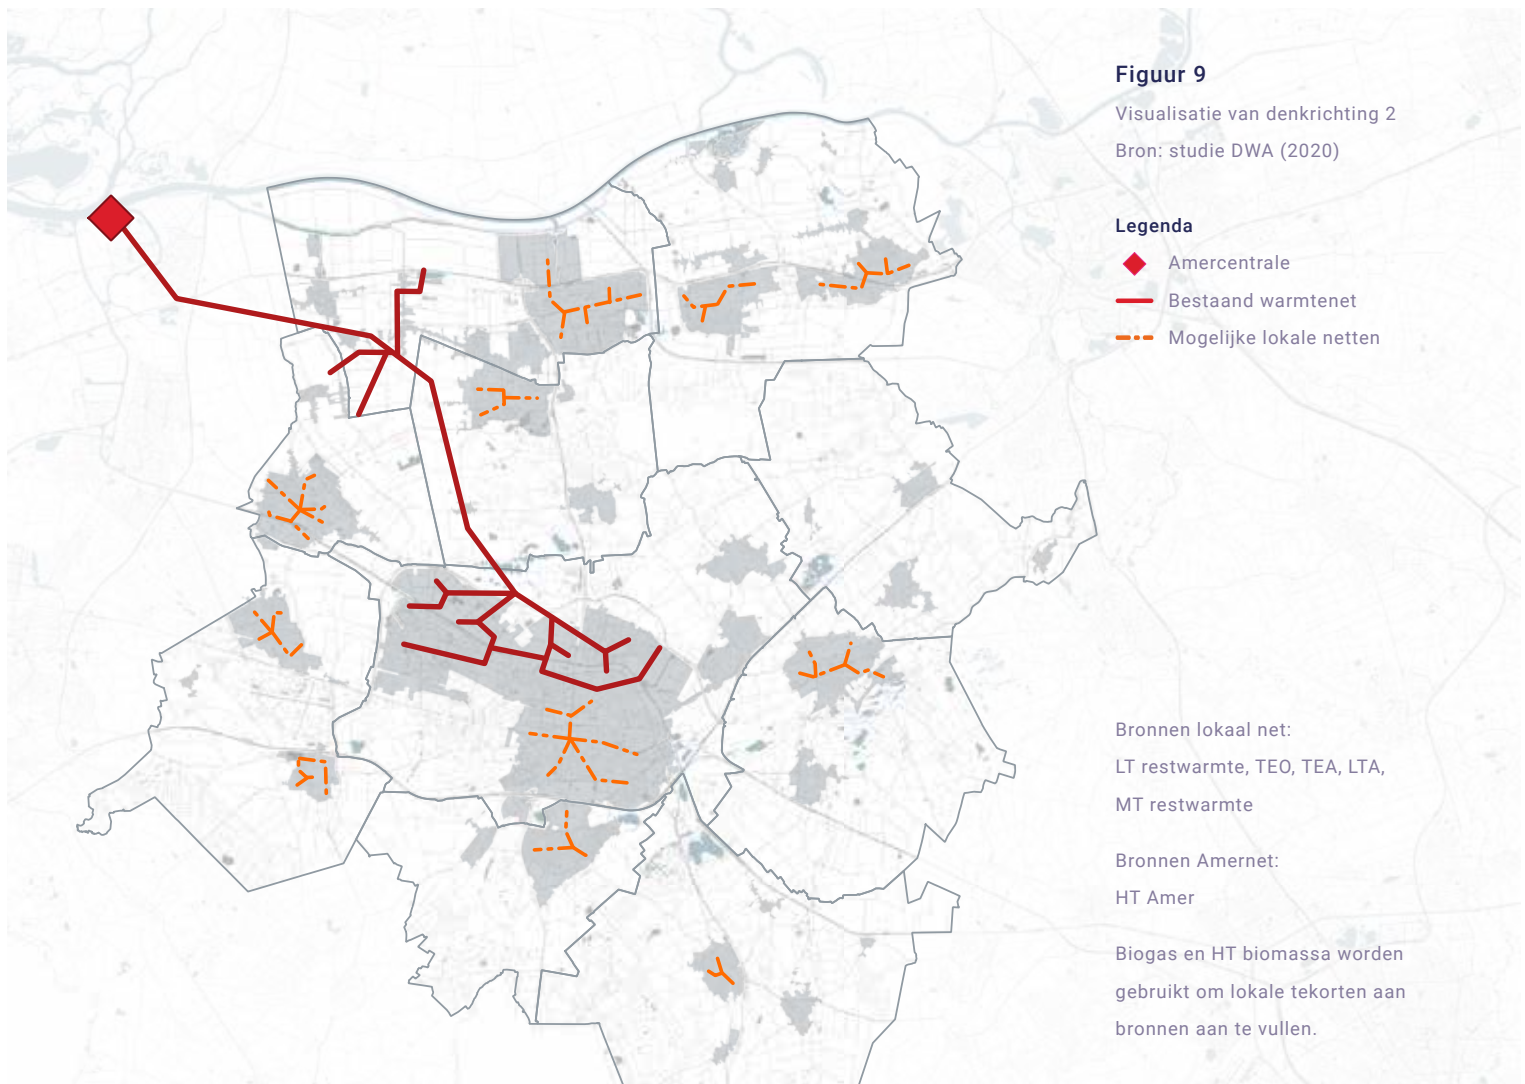 Figuur 9
Visualisatie van denkrichting 2
Bron: studie DWA (2020)
Legenda
Amercentrale
Bestaand warmtenet
Mogelijke lokale netten
Bronnen lokaal net:
LT restwarmte, TEO, TEA, LTA,
MT restwarmte
Bronnen Amernet:
HT Amer
Biogas en HT biomassa worden
gebruikt om lokale tekorten aan
bronnen aan te vullen.